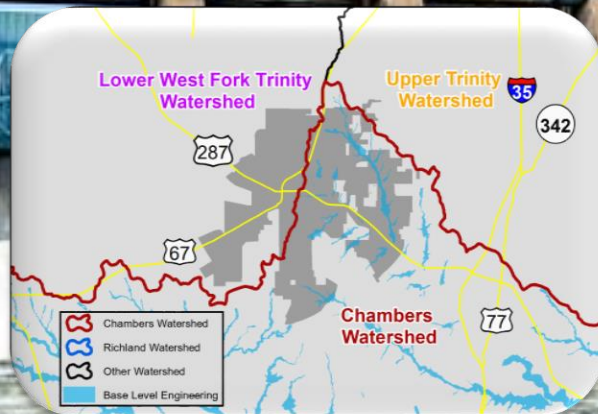 Lower West Fork Trinity
Watershed
Upper Trinity
Watershed
35
342
287
67
Chambers
Watershed
77
Chambers Watershed
Richland Watershed
Other Watershed
Base Level Engineering